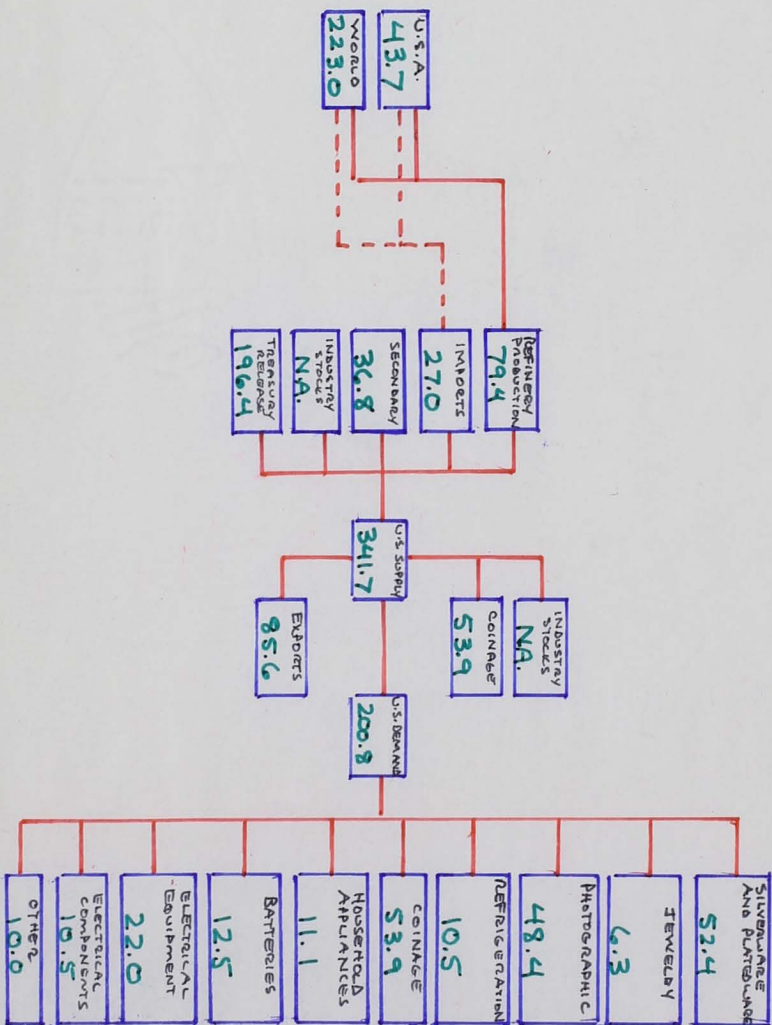 U.S.A.
43.7
WORLD
223.0
REFINERY
PRODUCTION
79.4
IMPORTS
27.0
SECONDARY
36.8
INDUSTRY
STOCKS
N.A.
TREASURY
RELEASE
196.4
U.S. SUPPLY
341.7
INDUSTRY
STOCKS
NA.
COINAGE
53.9
EXPORTS
85.6
U.S. DEMAND
200.8
SILVERWARE
AND PLATEDWARE
52.4
JEWELRY
6.3
PHOTOGRAPHIC
48.4
REFRIGERATION
10.5
COINAGE
53.9
HOUSEHOLD
APPLIANCES
11.1
BATTERIES
12.5
ELECTRICAL
EQUIPMENT
22.0
ELECTRICAL
COMPONENTS
10.5
OTHER
10.0